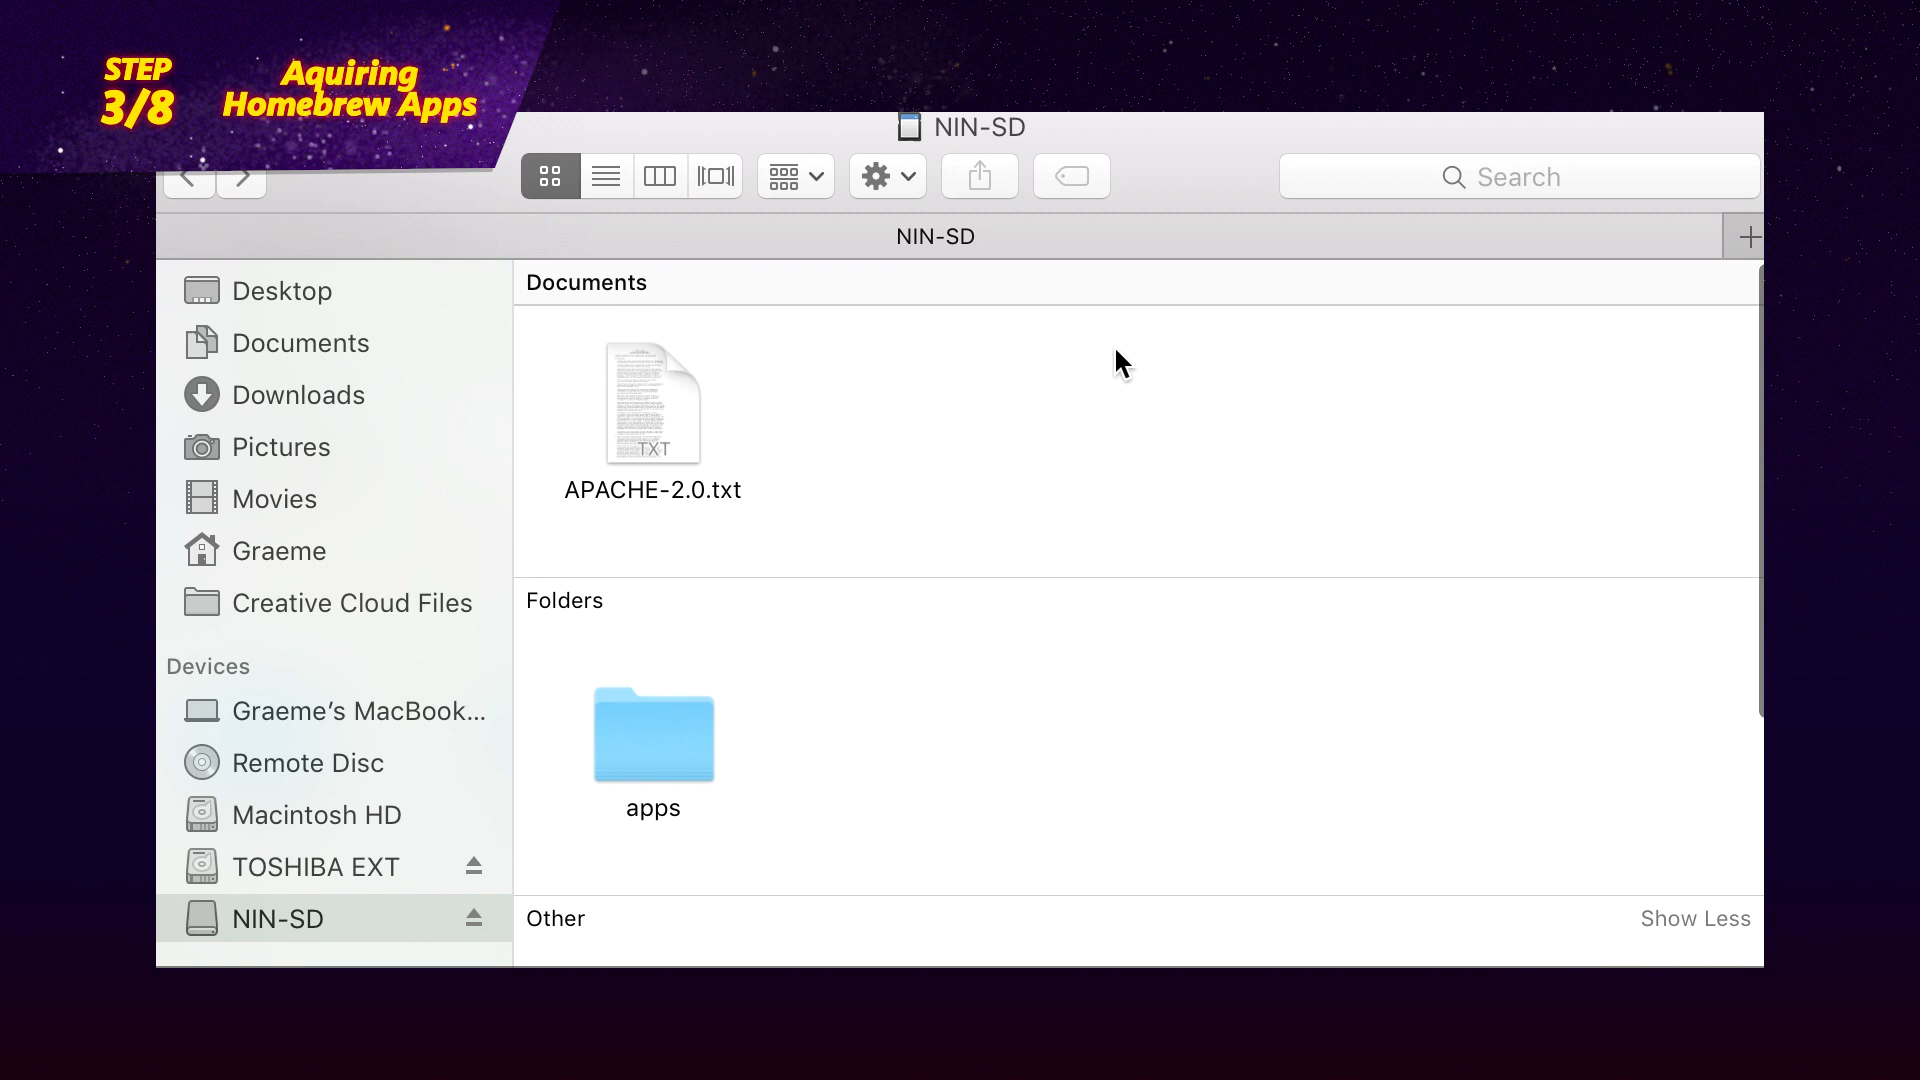 STEP
3/8
Aquiring
Homebrew Apps
NIN-SD
Search
NIN-SD
Desktop
Documents
Downloads
Pictures
Movies
Graeme
Creative Cloud Files
Devices
Graeme’s MacBook...
Remote Disc
Macintosh HD
TOSHIBA EXT
NIN-SD
Documents
TXT
APACHE-2.0.txt
Folders
apps
Other
Show Less